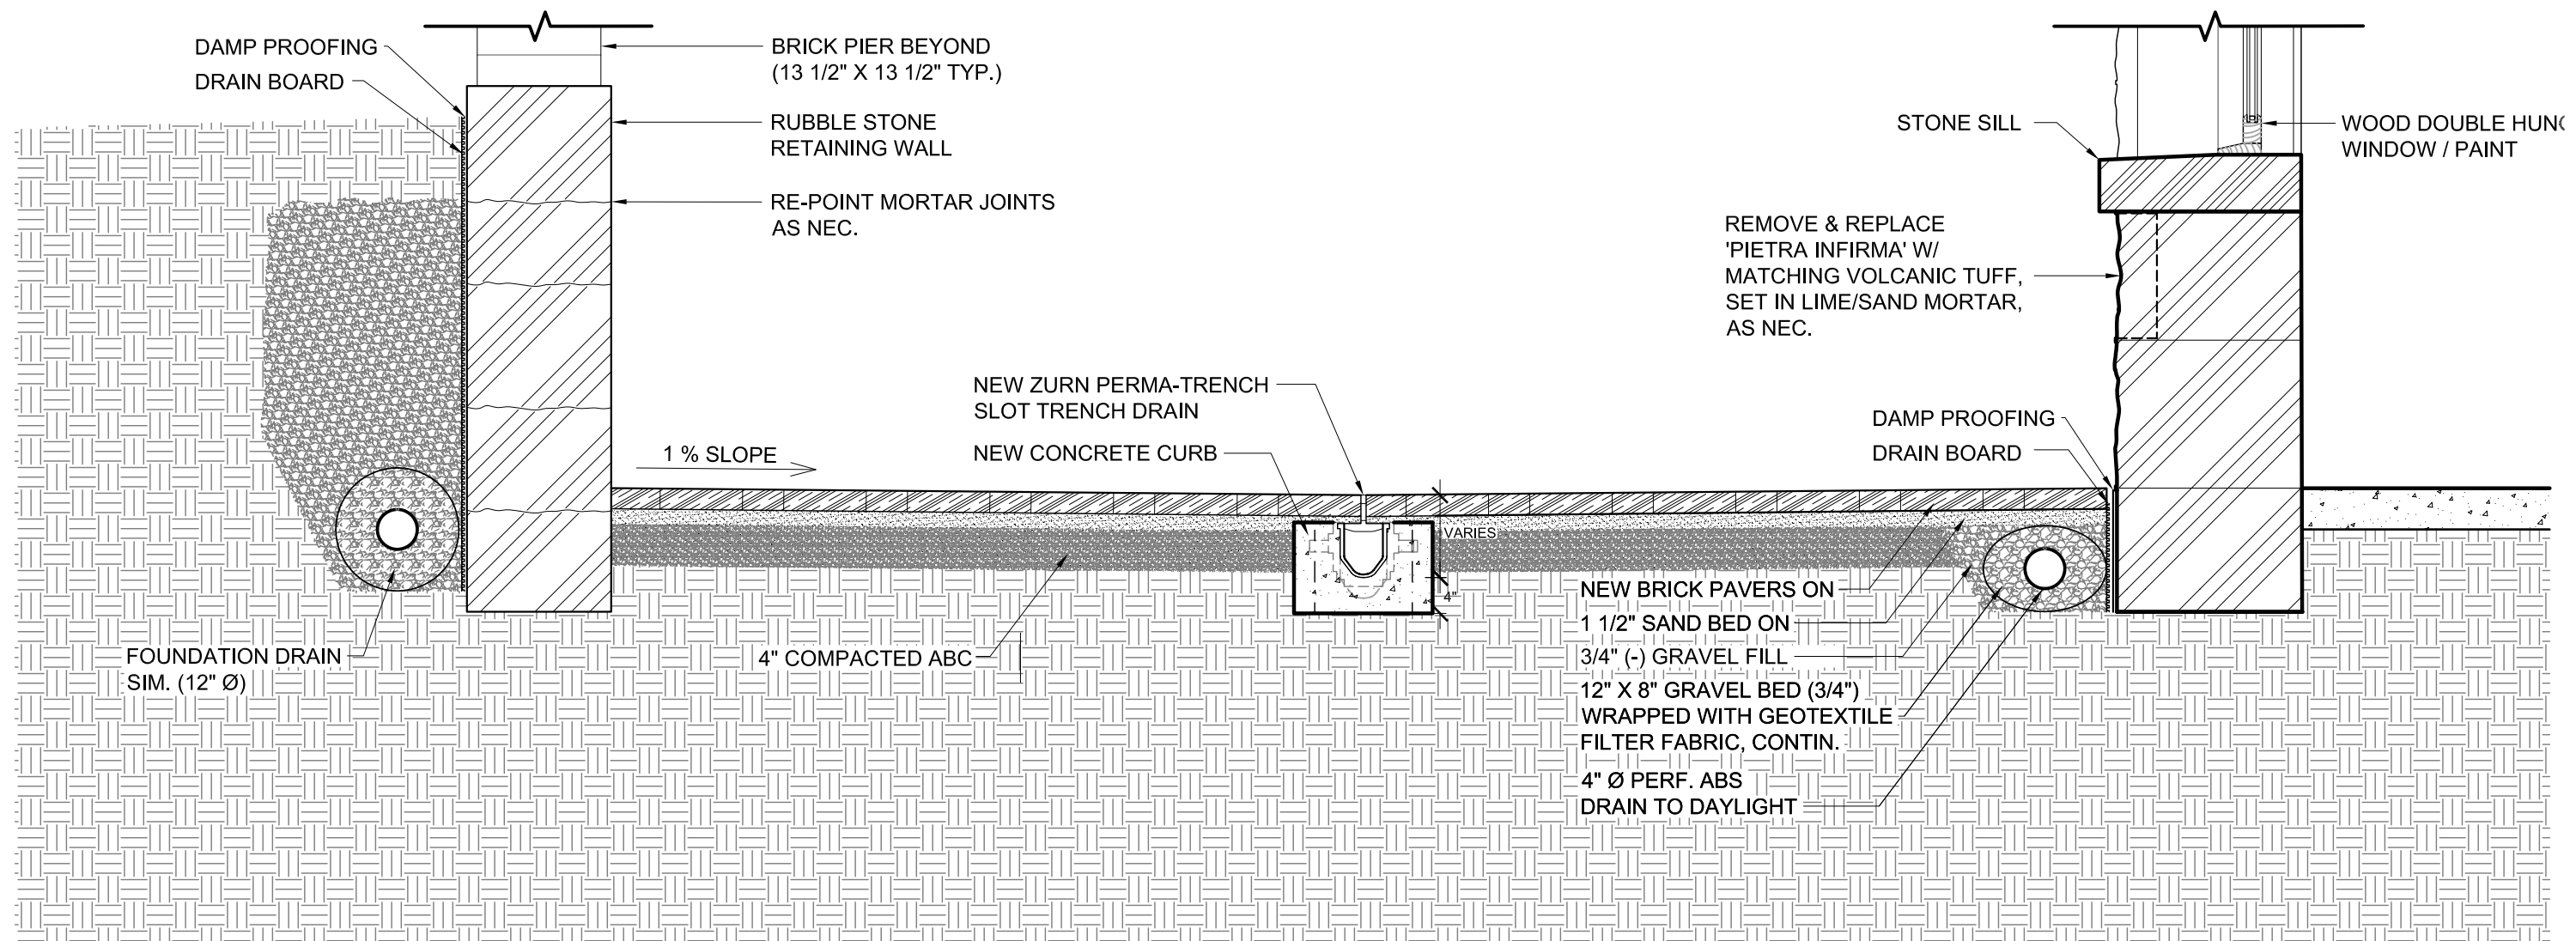 DAMP PROOFING
DRAIN BOARD
BRICK PIER BEYOND
(13 1/2" X 13 1/2" TYP.)
RUBBLE STONE
RETAINING WALL
RE-POINT MORTAR JOINTS
AS NEC.
STONE SILL
WOOD DOUBLE HUNG
WINDOW / PAINT
REMOVE & REPLACE
'PIETRA INFIRMA' W/
MATCHING VOLCANIC TUFF,
SET IN LIME/SAND MORTAR,
AS NEC.
NEW ZURN PERMA-TRENCH
SLOT TRENCH DRAIN
NEW CONCRETE CURB
1 % SLOPE
DAMP PROOFING
DRAIN BOARD
VARIES
4"
FOUNDATION DRAIN
SIM. (12" Ø)
4" COMPACTED ABC
NEW BRICK PAVERS ON
1 1/2" SAND BED ON
3/4" (-) GRAVEL FILL
12" X 8" GRAVEL BED (3/4")
WRAPPED WITH GEOTEXTILE
FILTER FABRIC, CONTIN.
4" Ø PERF. ABS
DRAIN TO DAYLIGHT